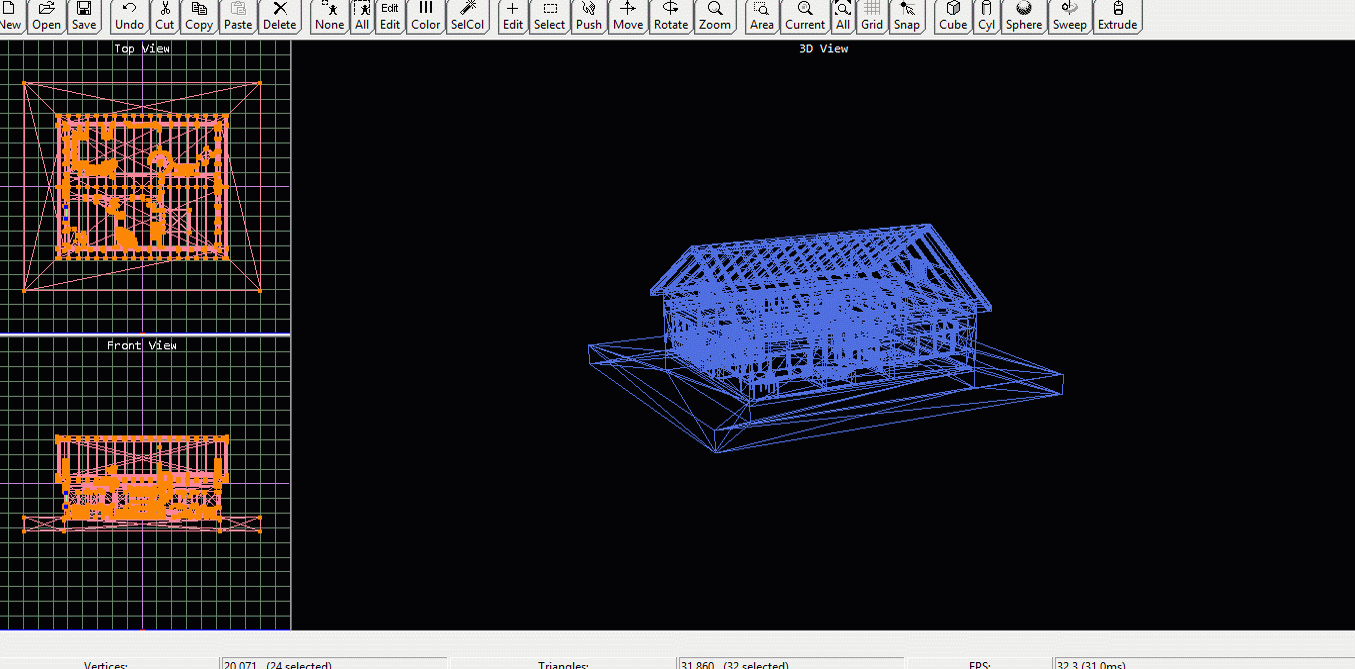 New Open Save Undo Cut Copy Paste Delete None All Edit Edit Color SelCol Edit Select Push Move Rotate Zoom Area Current All Grid Snap Cube Cyl Sphere Sweep Extrude
Top View
3D View
Front View
Vertices: 20,071 (24 selected) Triangles: 31,860 (32 selected) FPS: 32.3 (31.0ms)